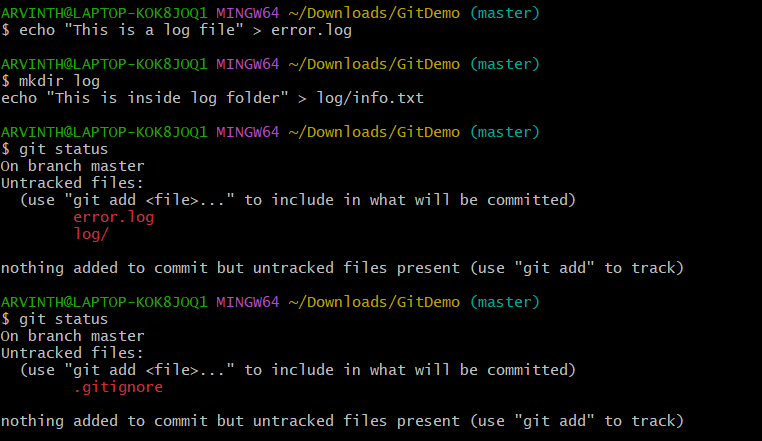 ARVINTH@LAPTOP-KOK8JOQ1 MINGW64 ~/Downloads/GitDemo (master)
$ echo "This is a log file" > error.log
ARVINTH@LAPTOP-KOK8JOQ1 MINGW64 ~/Downloads/GitDemo (master)
$ mkdir log
echo "This is inside log folder" > log/info.txt
ARVINTH@LAPTOP-KOK8JOQ1 MINGW64 ~/Downloads/GitDemo (master)
$ git status
On branch master
Untracked files:
  (use "git add <file>..." to include in what will be committed)
        error.log
        log/
nothing added to commit but untracked files present (use "git add" to track)
ARVINTH@LAPTOP-KOK8JOQ1 MINGW64 ~/Downloads/GitDemo (master)
$ git status
On branch master
Untracked files:
  (use "git add <file>..." to include in what will be committed)
        .gitignore
nothing added to commit but untracked files present (use "git add" to track)